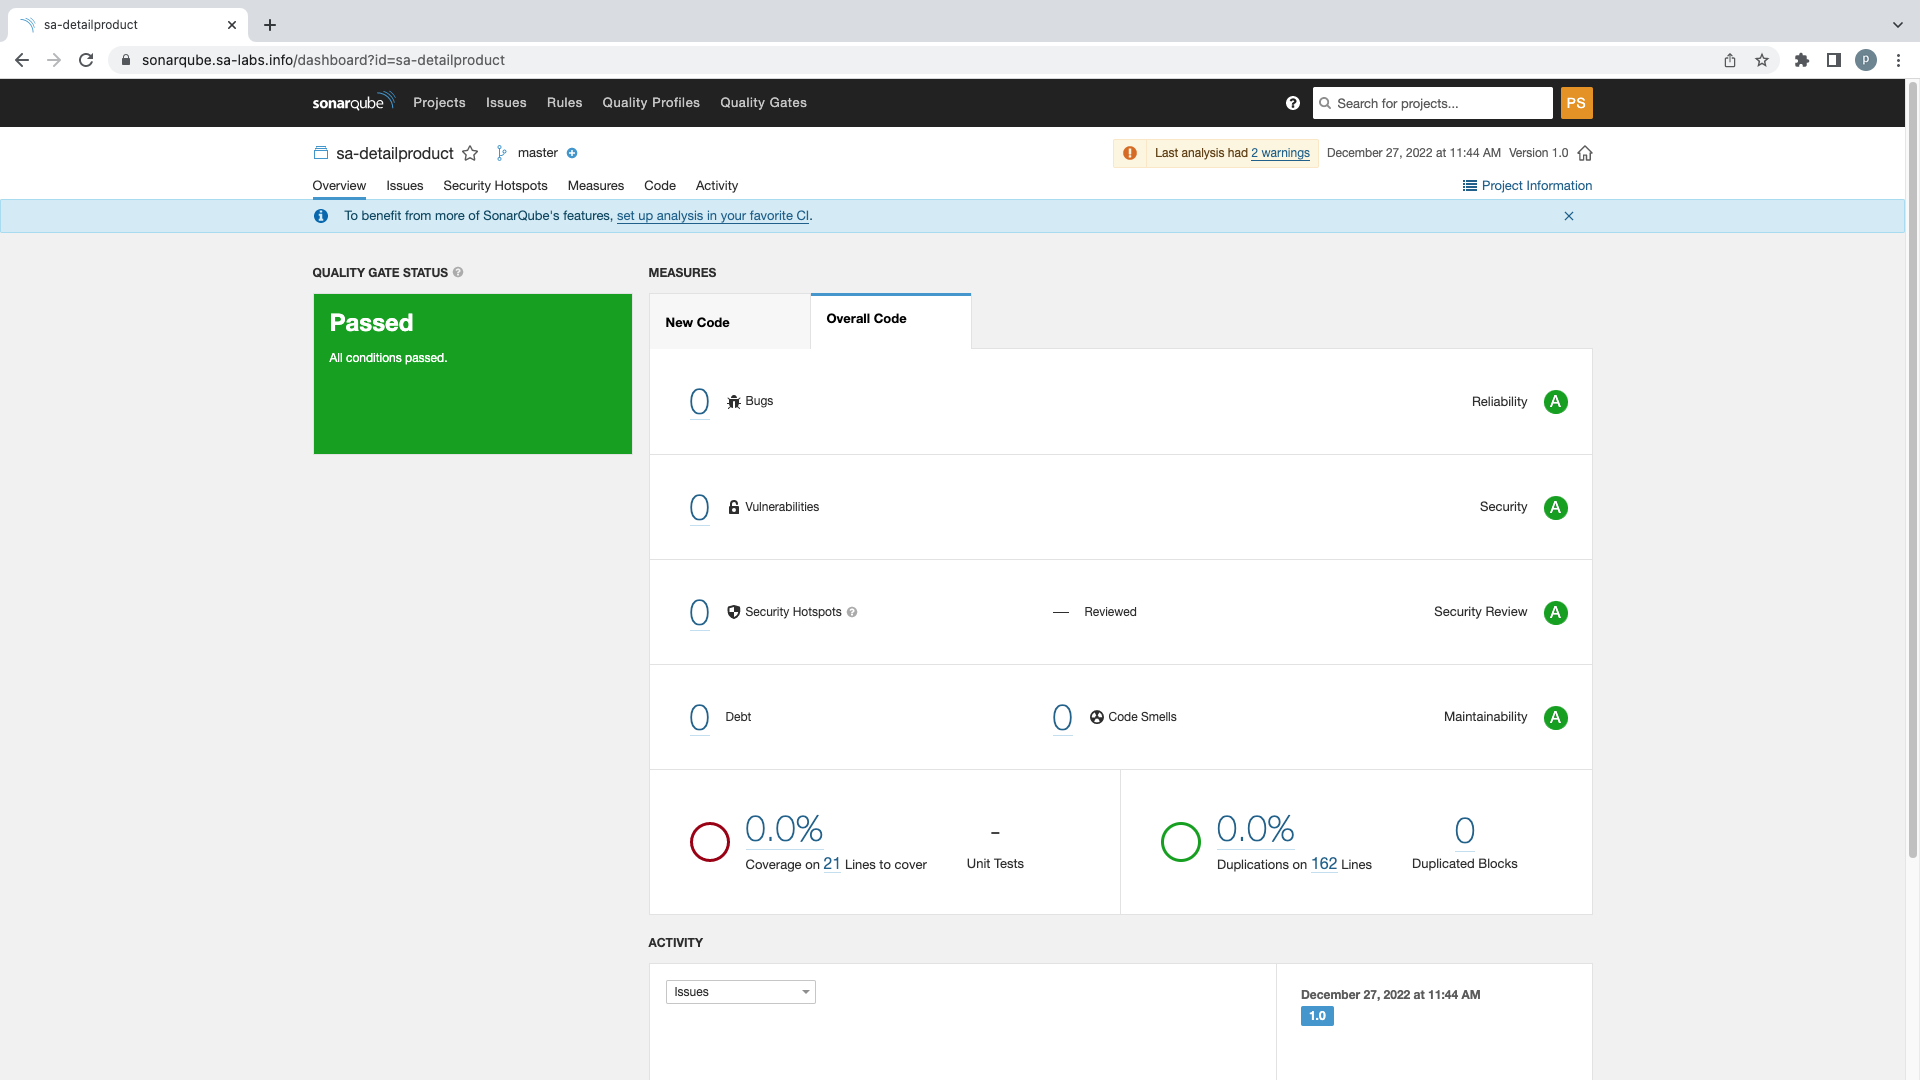 sa-detailproduct
sonarqube.sa-labs.info/dashboard?id=sa-detailproduct
P
sonarqube Projects Issues Rules Quality Profiles Quality Gates
Search for projects...
PS
sa-detailproduct master
Last analysis had 2 warnings December 27, 2022 at 11:44 AM Version 1.0
Overview Issues Security Hotspots Measures Code Activity
Project Information
To benefit from more of SonarQube's features, set up analysis in your favorite CI.
QUALITY GATE STATUS
MEASURES
Passed
All conditions passed.
New Code
Overall Code
0 Bugs Reliability A
0 Vulnerabilities Security A
0 Security Hotspots — Reviewed Security Review A
0 Debt 0 Code Smells Maintainability A
0.0%
Coverage on 21 Lines to cover
–
Unit Tests
0.0%
Duplications on 162 Lines
0
Duplicated Blocks
ACTIVITY
Issues
December 27, 2022 at 11:44 AM
1.0